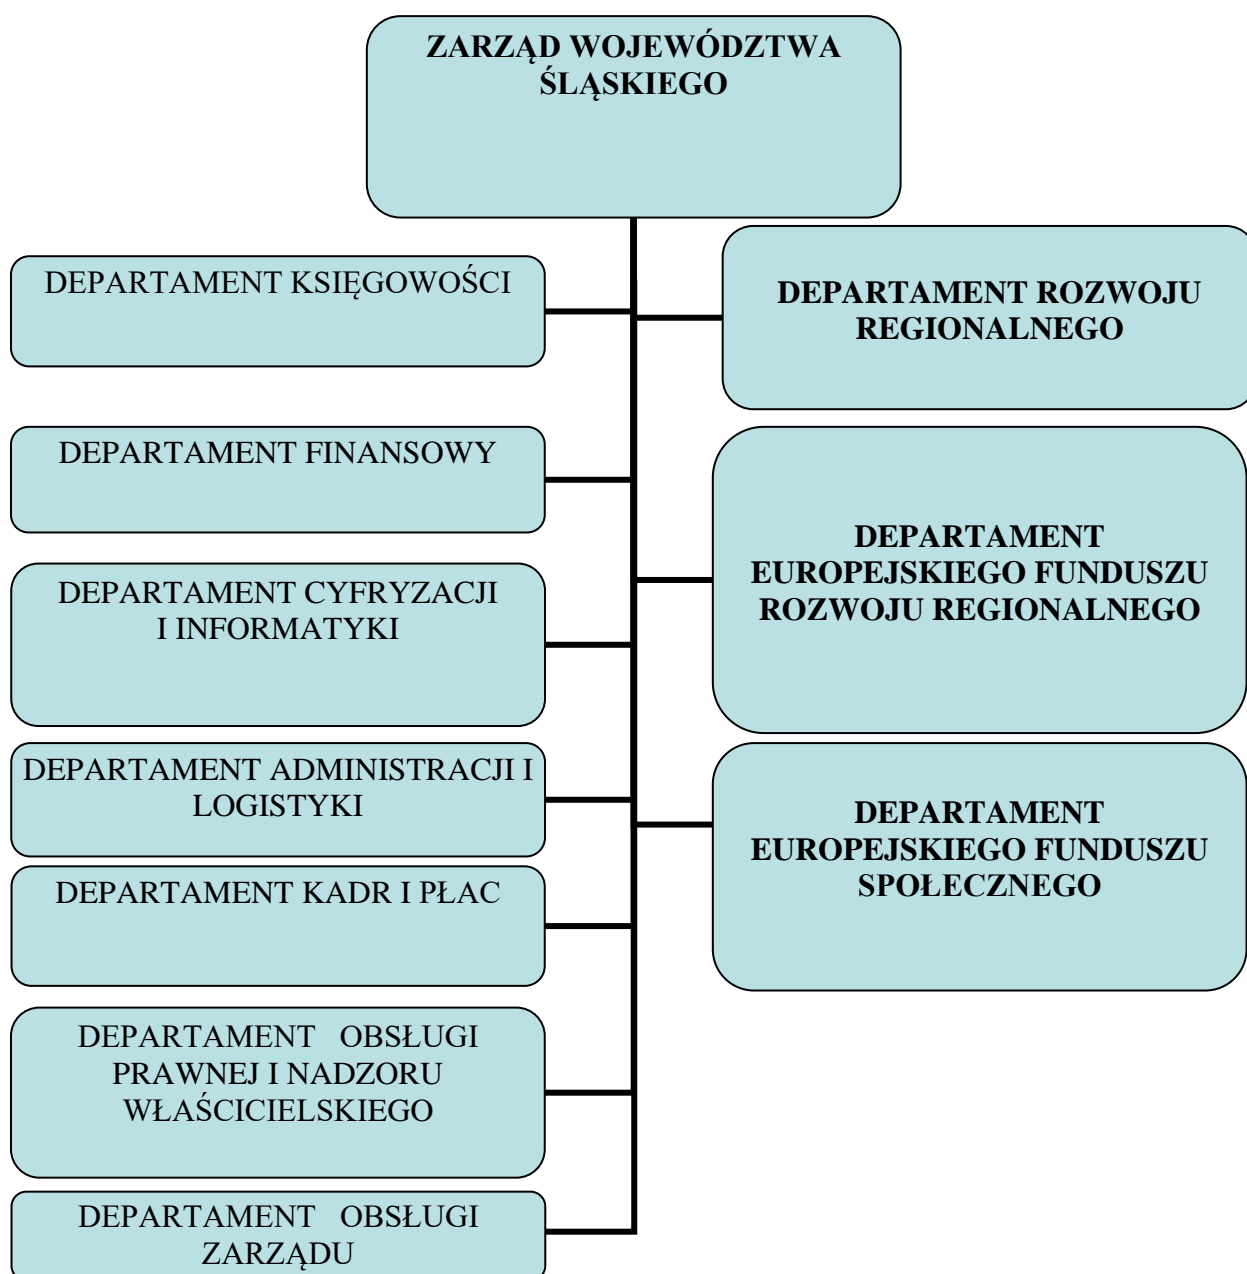 ZARZĄD WOJEWÓDZTWA
ŚLĄSKIEGO
DEPARTAMENT KSIĘGOWOŚCI
DEPARTAMENT FINANSOWY
DEPARTAMENT CYFRYZACJI
I INFORMATYKI
DEPARTAMENT ADMINISTRACJI I
LOGISTYKI
DEPARTAMENT KADR I PŁAC
DEPARTAMENT OBSŁUGI
PRAWNEJ I NADZORU
WŁAŚCICIELSKIEGO
DEPARTAMENT OBSŁUGI
ZARZĄDU
DEPARTAMENT ROZWOJU
REGIONALNEGO
DEPARTAMENT
EUROPEJSKIEGO FUNDUSZU
ROZWOJU REGIONALNEGO
DEPARTAMENT
EUROPEJSKIEGO FUNDUSZU
SPOŁECZNEGO